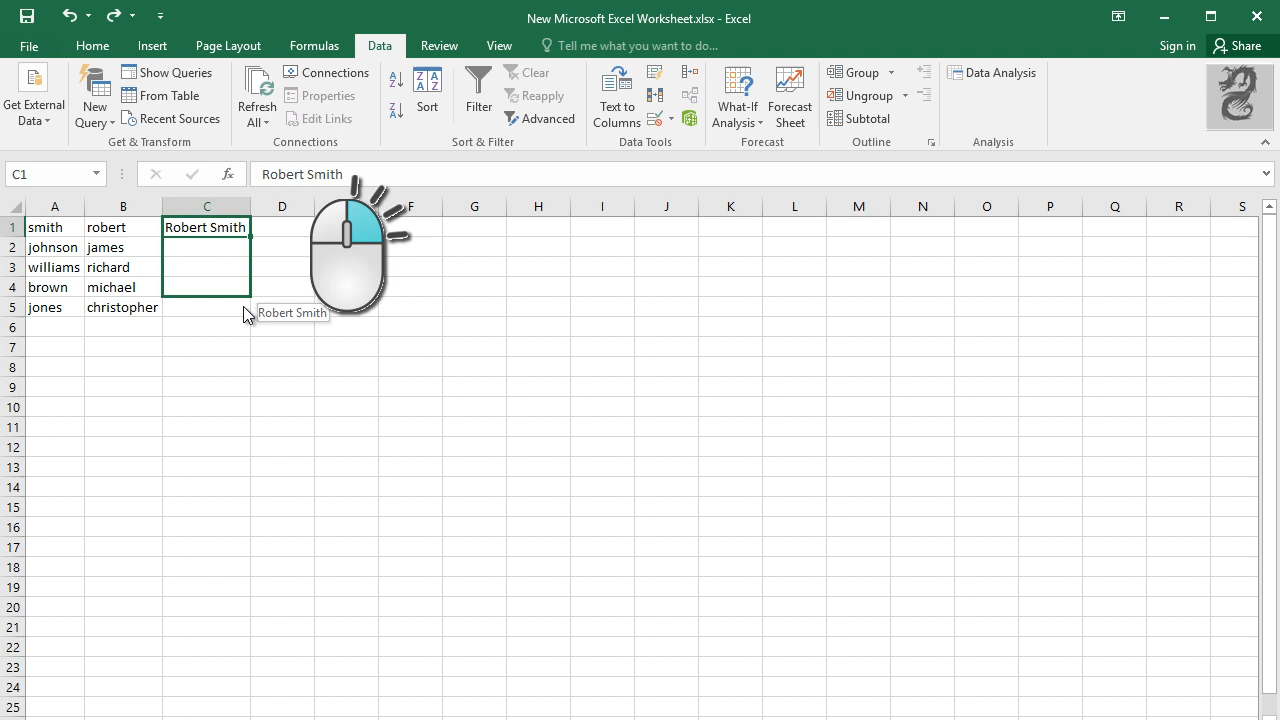 New Microsoft Excel Worksheet.xlsx - Excel
File Home Insert Page Layout Formulas Data Review View Tell me what you want to do... Sign in Share
Get External Data
New Query
Show Queries
From Table
Recent Sources
Get & Transform
Refresh All
Connections
Properties
Edit Links
Connections
A Z
Z A
Z A A Z
Sort
Filter
Clear
Reapply
Advanced
Sort & Filter
Text to Columns
Data Tools
What-If Analysis
Forecast Sheet
Forecast
Group
Ungroup
Subtotal
Outline
Data Analysis
Analysis
C1 fx Robert Smith
A B C D F G H I J K L M N O P Q R S
1 smith robert Robert Smith
2 johnson james
3 williams richard
4 brown michael
5 jones christopher Robert Smith
6
7
8
9
10
11
12
13
14
15
16
17
18
19
20
21
22
23
24
25